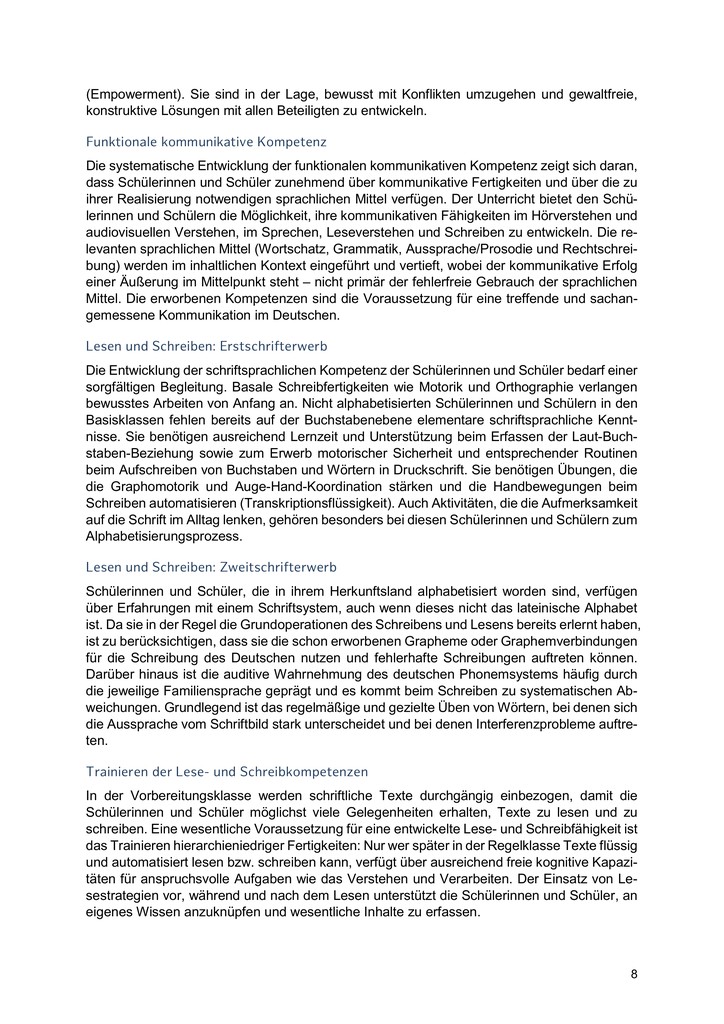 (Empowerment). Sie sind in der Lage, bewusst mit Konflikten umzugehen und gewaltfreie,
konstruktive Lösungen mit allen Beteiligten zu entwickeln.
Funktionale kommunikative Kompetenz
Die systematische Entwicklung der funktionalen kommunikativen Kompetenz zeigt sich daran,
dass Schülerinnen und Schüler zunehmend über kommunikative Fertigkeiten und über die zu
ihrer Realisierung notwendigen sprachlichen Mittel verfügen. Der Unterricht bietet den Schü-
lerinnen und Schülern die Möglichkeit, ihre kommunikativen Fähigkeiten im Hörverstehen und
audiovisuellen Verstehen, im Sprechen, Leseverstehen und Schreiben zu entwickeln. Die re-
levanten sprachlichen Mittel (Wortschatz, Grammatik, Aussprache/Prosodie und Rechtschrei-
bung) werden im inhaltlichen Kontext eingeführt und vertieft, wobei der kommunikative Erfolg
einer Äußerung im Mittelpunkt steht – nicht primär der fehlerfreie Gebrauch der sprachlichen
Mittel. Die erworbenen Kompetenzen sind die Voraussetzung für eine treffende und sachan-
gemessene Kommunikation im Deutschen.
Lesen und Schreiben: Erstschrifterwerb
Die Entwicklung der schriftsprachlichen Kompetenz der Schülerinnen und Schüler bedarf einer
sorgfältigen Begleitung. Basale Schreibfertigkeiten wie Motorik und Orthographie verlangen
bewusstes Arbeiten von Anfang an. Nicht alphabetisierten Schülerinnen und Schülern in den
Basisklassen fehlen bereits auf der Buchstabenebene elementare schriftsprachliche Kennt-
nisse. Sie benötigen ausreichend Lernzeit und Unterstützung beim Erfassen der Laut-Buch-
staben-Beziehung sowie zum Erwerb motorischer Sicherheit und entsprechender Routinen
beim Aufschreiben von Buchstaben und Wörtern in Druckschrift. Sie benötigen Übungen, die
die Graphomotorik und Auge-Hand-Koordination stärken und die Handbewegungen beim
Schreiben automatisieren (Transkriptionsflüssigkeit). Auch Aktivitäten, die die Aufmerksamkeit
auf die Schrift im Alltag lenken, gehören besonders bei diesen Schülerinnen und Schülern zum
Alphabetisierungsprozess.
Lesen und Schreiben: Zweitschrifterwerb
Schülerinnen und Schüler, die in ihrem Herkunftsland alphabetisiert worden sind, verfügen
über Erfahrungen mit einem Schriftsystem, auch wenn dieses nicht das lateinische Alphabet
ist. Da sie in der Regel die Grundoperationen des Schreibens und Lesens bereits erlernt haben,
ist zu berücksichtigen, dass sie die schon erworbenen Grapheme oder Graphemverbindungen
für die Schreibung des Deutschen nutzen und fehlerhafte Schreibungen auftreten können.
Darüber hinaus ist die auditive Wahrnehmung des deutschen Phonemsystems häufig durch
die jeweilige Familiensprache geprägt und es kommt beim Schreiben zu systematischen Ab-
weichungen. Grundlegend ist das regelmäßige und gezielte Üben von Wörtern, bei denen sich
die Aussprache vom Schriftbild stark unterscheidet und bei denen Interferenzprobleme auftre-
ten.
Trainieren der Lese- und Schreibkompetenzen
In der Vorbereitungsklasse werden schriftliche Texte durchgängig einbezogen, damit die
Schülerinnen und Schüler möglichst viele Gelegenheiten erhalten, Texte zu lesen und zu
schreiben. Eine wesentliche Voraussetzung für eine entwickelte Lese- und Schreibfähigkeit ist
das Trainieren hierarchieniedriger Fertigkeiten: Nur wer später in der Regelklasse Texte flüssig
und automatisiert lesen bzw. schreiben kann, verfügt über ausreichend freie kognitive Kapazi-
täten für anspruchsvolle Aufgaben wie das Verstehen und Verarbeiten. Der Einsatz von Le-
sestrategien vor, während und nach dem Lesen unterstützt die Schülerinnen und Schüler, an
eigenes Wissen anzuknüpfen und wesentliche Inhalte zu erfassen.
8